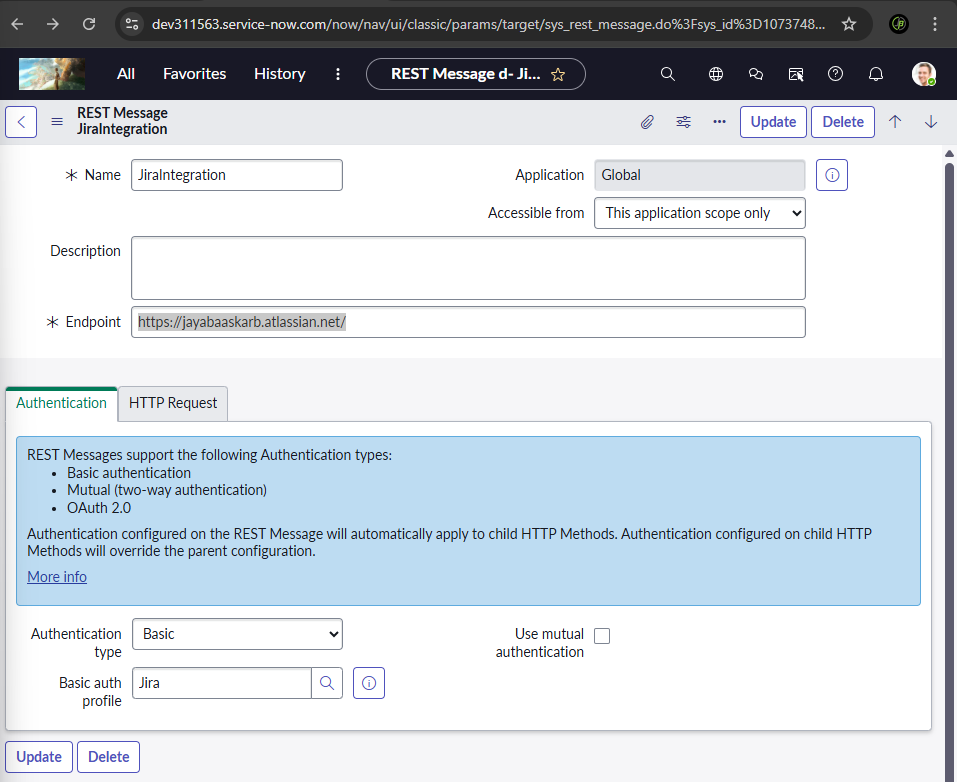 dev311563.service-now.com/now/nav/ui/classic/params/target/sys_rest_message.do%3Fsys_id%3D1073748...
All Favorites History REST Message d- Ji...
REST Message
JiraIntegration
Update Delete
Name JiraIntegration Application Global
Accessible from This application scope only
Description
Endpoint https://jayabaaskarb.atlassian.net/
Authentication HTTP Request
REST Messages support the following Authentication types:
• Basic authentication
• Mutual (two-way authentication)
• OAuth 2.0
Authentication configured on the REST Message will automatically apply to child HTTP Methods. Authentication configured on child HTTP
Methods will override the parent configuration.
More info
Authentication type Basic Use mutual authentication
Basic auth profile Jira
Update Delete